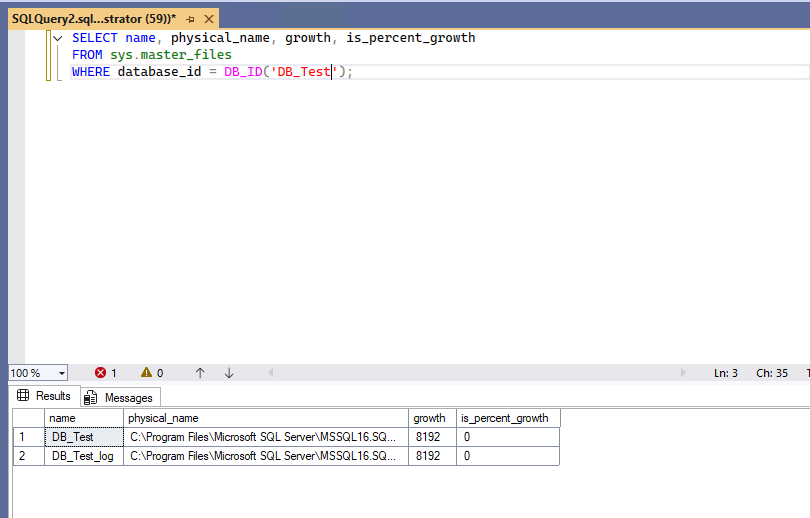 SQLQuery2.sql...strator (59))*
SELECT name, physical_name, growth, is_percent_growth
FROM sys.master_files
WHERE database_id = DB_ID('DB_Test');
100 % 1 0 Ln: 3 Ch: 35
Results Messages
name physical_name growth is_percent_growth
1 DB_Test C:\Program Files\Microsoft SQL Server\MSSQL16.SQ... 8192 0
2 DB_Test_log C:\Program Files\Microsoft SQL Server\MSSQL16.SQ... 8192 0